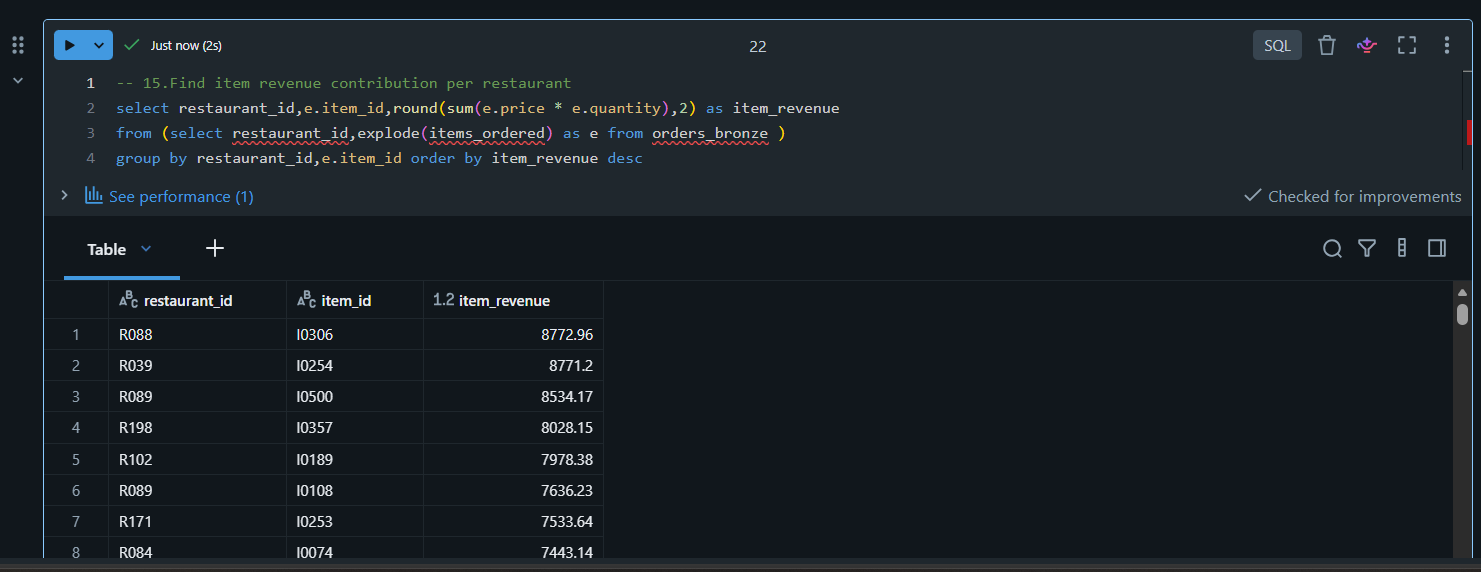 Just now (2s)
22
SQL
1 -- 15.Find item revenue contribution per restaurant
2 select restaurant_id,e.item_id,round(sum(e.price * e.quantity),2) as item_revenue
3 from (select restaurant_id,explode(items_ordered) as e from orders_bronze )
4 group by restaurant_id,e.item_id order by item_revenue desc
See performance (1)
Checked for improvements
Table
ABC restaurant_id ABC item_id 1.2 item_revenue
1 R088 I0306 8772.96
2 R039 I0254 8771.2
3 R089 I0500 8534.17
4 R198 I0357 8028.15
5 R102 I0189 7978.38
6 R089 I0108 7636.23
7 R171 I0253 7533.64
8 R084 I0074 7443.14